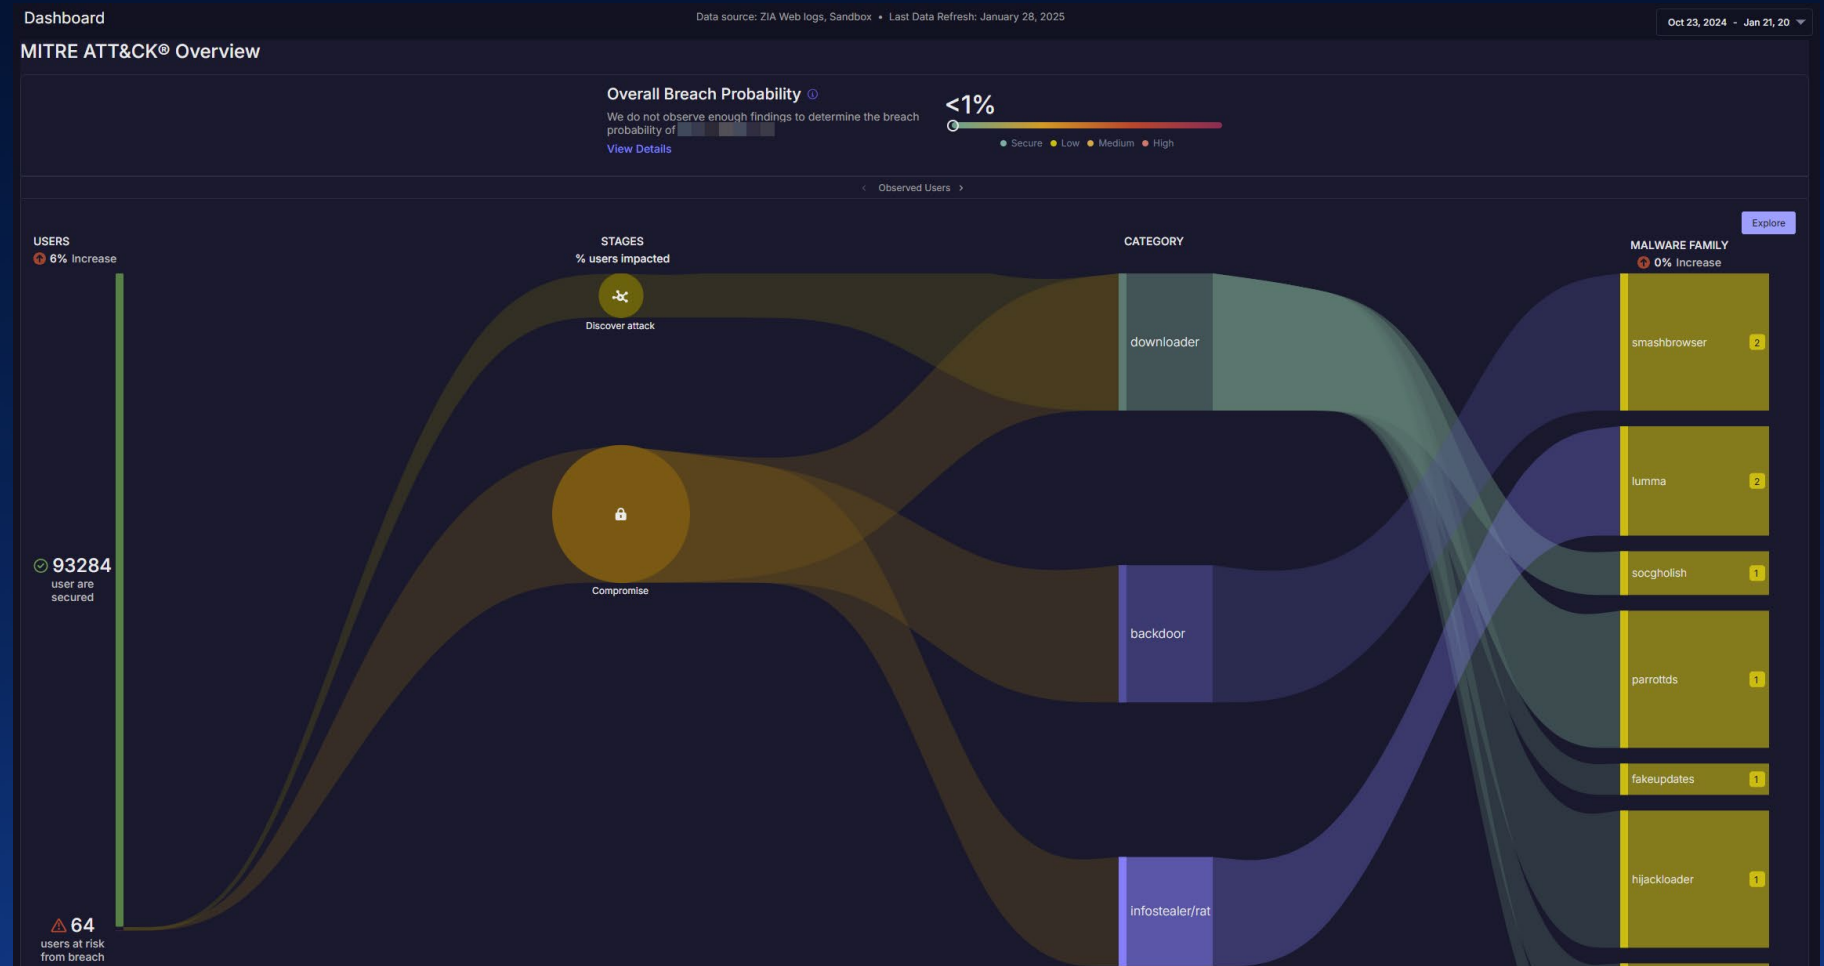 Dashboard
Data source: ZIA Web logs, Sandbox • Last Data Refresh: January 28, 2025
Oct 23, 2024 - Jan 21, 20
MITRE ATT&CK® Overview
Overall Breach Probability
We do not observe enough findings to determine the breach
probability of
View Details
<1%
Secure Low Medium High
Observed Users
Explore
USERS
6% Increase
STAGES
% users impacted
CATEGORY
MALWARE FAMILY
0% Increase
Discover attack
Compromise
93284
user are
secured
64
users at risk
from breach
downloader
backdoor
infostealer/rat
smashbrowser 2
lumma 2
socgholish 1
parrottds 1
fakeupdates 1
hijackloader 1